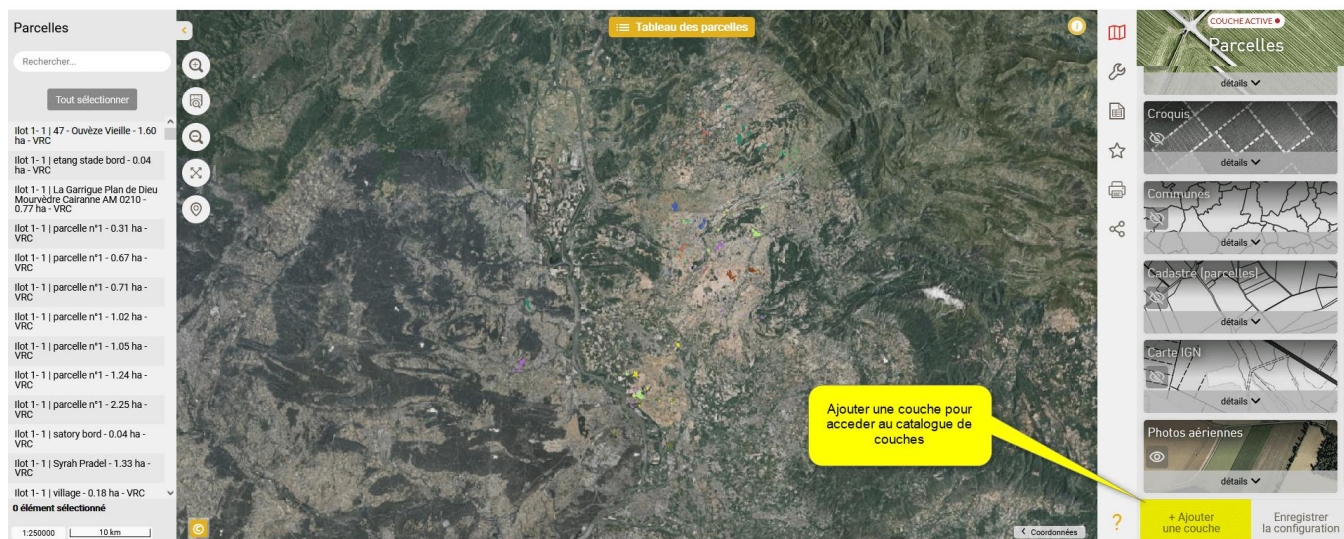 Parcelles
Rechercher...
Tout sélectionner
Ilot 1- 1 | 47 - Ouvèze Vieille - 1.60
ha - VRC
Ilot 1- 1 | etang stade bord - 0.04
ha - VRC
Ilot 1- 1 | La Garrigue Plan de Dieu
Mourvèdre Cairanne AM 0210 -
0.77 ha - VRC
Ilot 1- 1 | parcelle n°1 - 0.31 ha -
VRC
Ilot 1- 1 | parcelle n°1 - 0.67 ha -
VRC
Ilot 1- 1 | parcelle n°1 - 0.71 ha -
VRC
Ilot 1- 1 | parcelle n°1 - 1.02 ha -
VRC
Ilot 1- 1 | parcelle n°1 - 1.05 ha -
VRC
Ilot 1- 1 | parcelle n°1 - 1.24 ha -
VRC
Ilot 1- 1 | parcelle n°1 - 2.25 ha -
VRC
Ilot 1- 1 | satory bord - 0.04 ha -
VRC
Ilot 1- 1 | Syrah Pradel - 1.33 ha -
VRC
Ilot 1- 1 | village - 0.18 ha - VRC
0 élément sélectionné
1:250000
10 km
Tableau des parcelles
Ajouter une couche pour
acceder au catalogue de
couches
Coordonnées
COUCHE ACTIVE
Parcelles
détails
Croquis
détails
Communes
détails
Cadastre (parcelles)
détails
Carte IGN
détails
Photos aériennes
détails
?
+ Ajouter
une couche
Enregistrer
la configuration